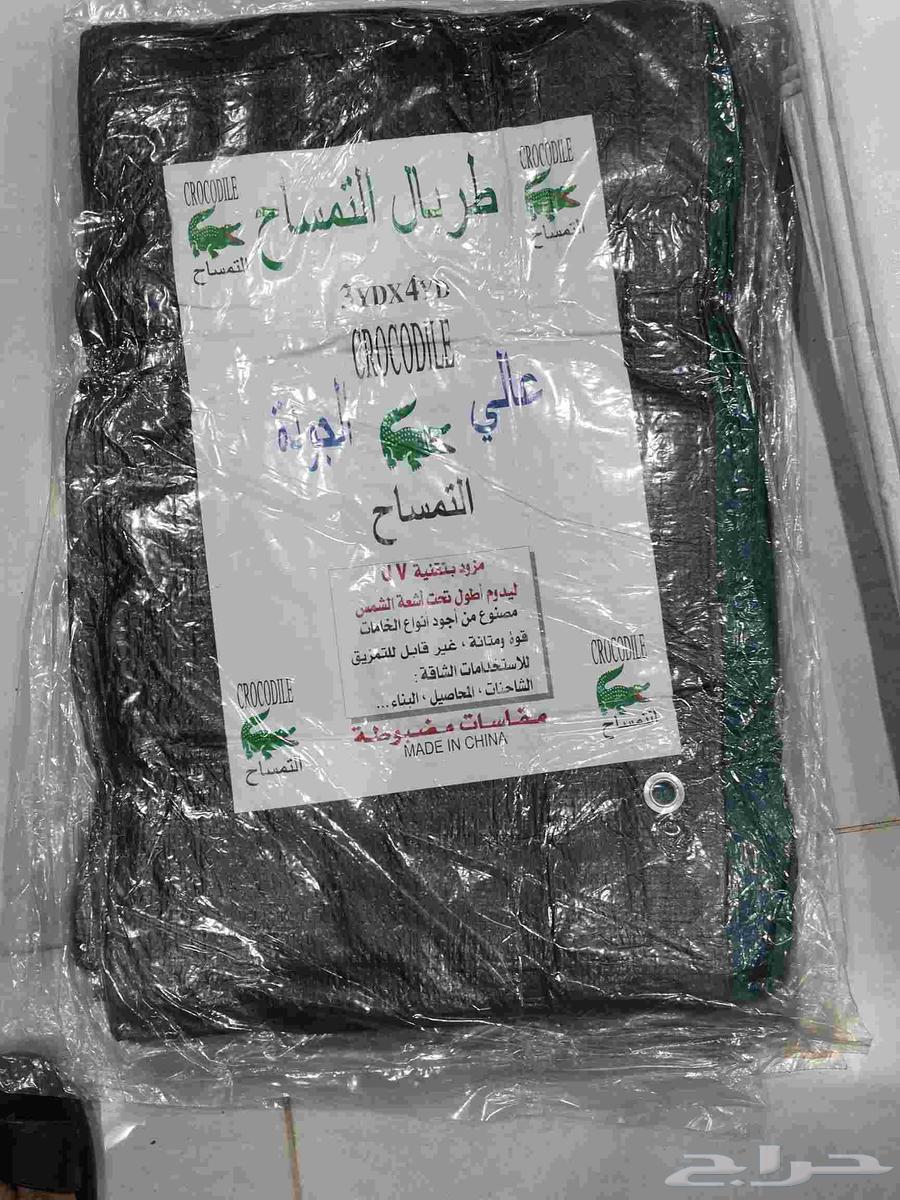 CROCODILE
التمساح
طربال التمساح
CROCODILE
التمساح
3YDX4YD
CROCODILE
عالي الجودة
التمساح
مزود بتقنية UV
ليدوم أطول تحت أشعة الشمس
مصنوع من أجود أنواع الخامات
قوة ومتانة ، غير قابل للتمزيق
للاستخدامات الشاقة :
الشاحنات ، المحاصيل ، البناء ...
مقاسات مضبوطة
MADE IN CHINA
CROCODILE
التمساح
CROCODILE
التمساح
حراج